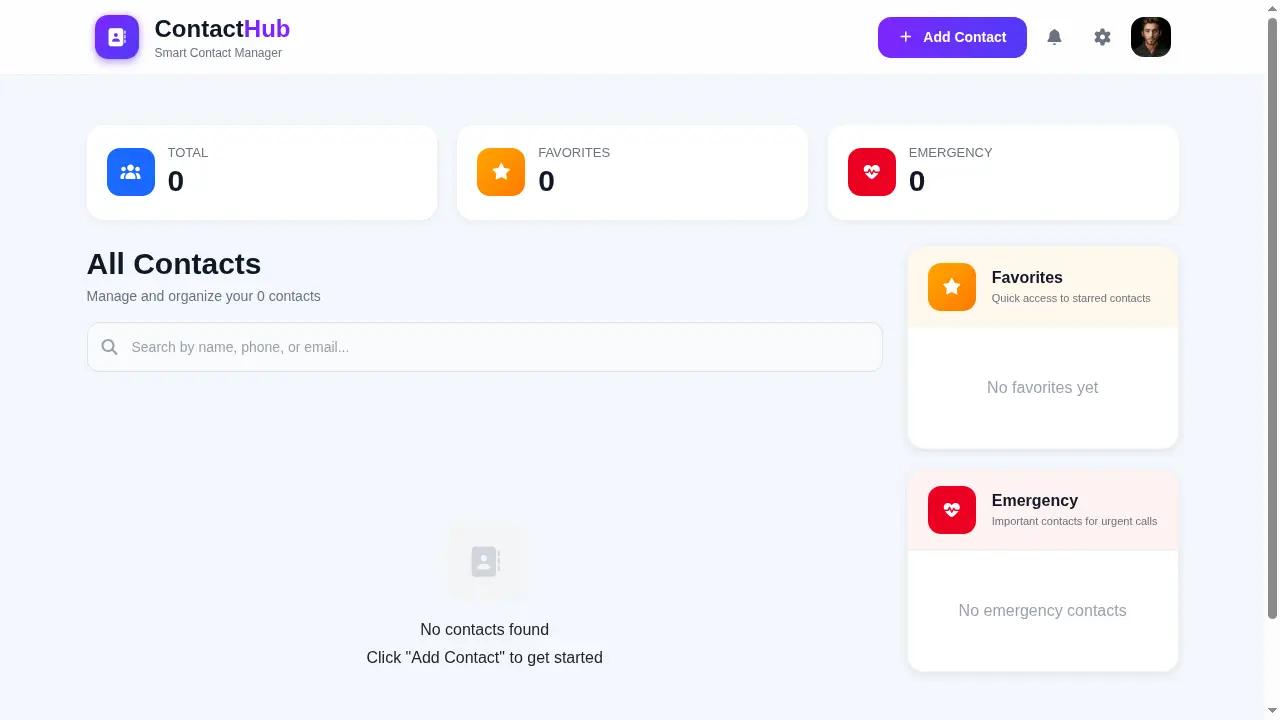 ContactHub
Smart Contact Manager
Add Contact
TOTAL
0
FAVORITES
0
EMERGENCY
0
All Contacts
Manage and organize your 0 contacts
Search by name, phone, or email...
No contacts found
Click "Add Contact" to get started
Favorites
Quick access to starred contacts
No favorites yet
Emergency
Important contacts for urgent calls
No emergency contacts